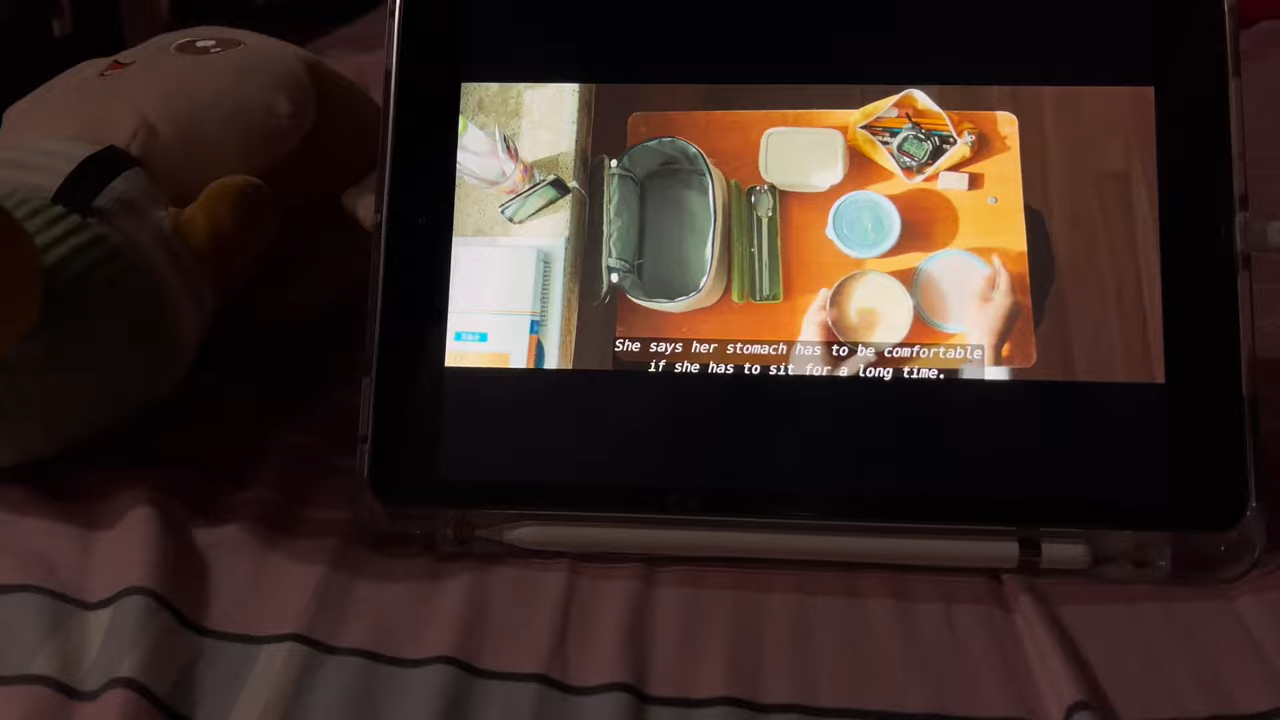 She says her stomach has to be comfortable
if she has to sit for a long time.